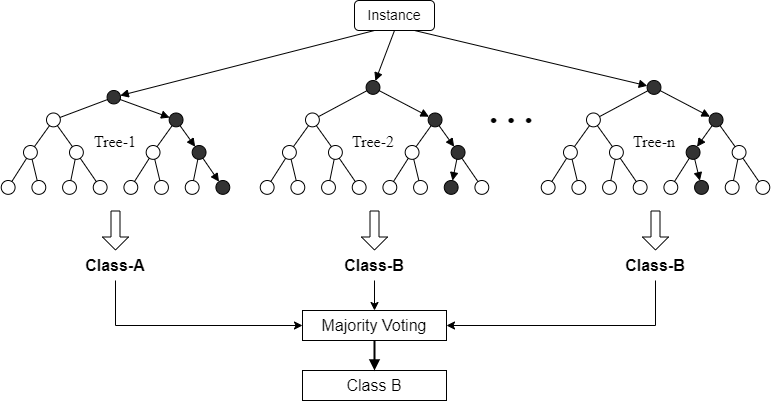 Instance
Tree-1
Tree-2
...
Tree-n
Class-A
Class-B
Class-B
Majority Voting
Class B